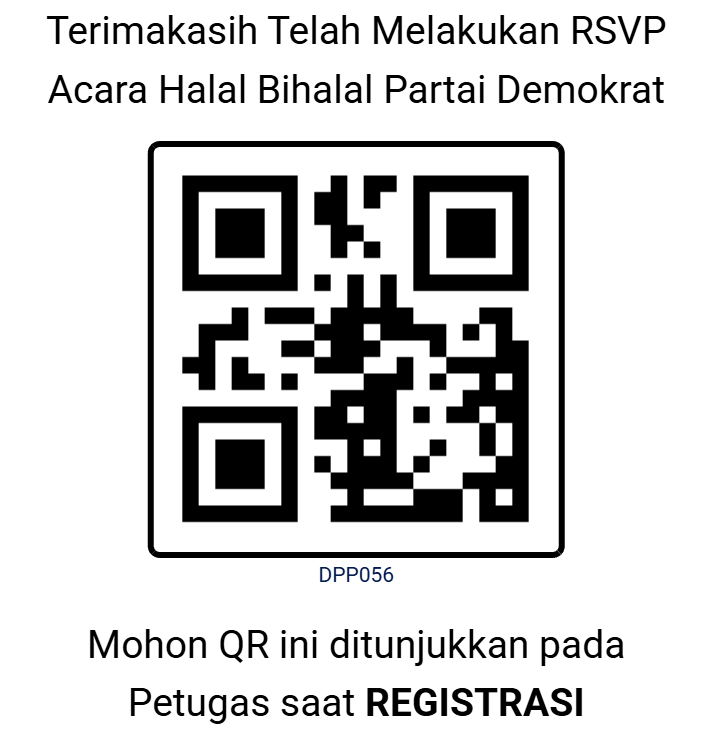 Terimakasih Telah Melakukan RSVP
Acara Halal Bihalal Partai Demokrat
DPP056
Mohon QR ini ditunjukkan pada
Petugas saat REGISTRASI